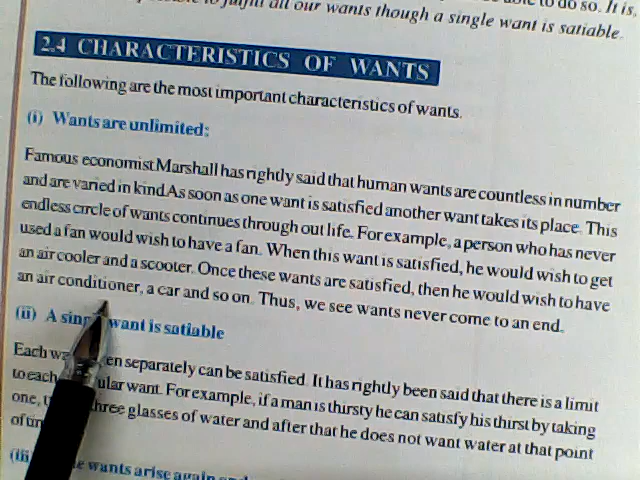 to fulfil all our wants though a single want is satiable.
to do so. It is,
2.4 CHARACTERISTICS OF WANTS
The following are the most important characteristics of wants.
(i) Wants are unlimited:
Famous economist Marshall has rightly said that human wants are countless in number
and are varied in kind. As soon as one want is satisfied another want takes its place. This
endless circle of wants continues through out life. For example, a person who has never
used a fan would wish to have a fan. When this want is satisfied, he would wish to get
an air cooler and a scooter. Once these wants are satisfied, then he would wish to have
an air conditioner, a car and so on. Thus, we see wants never come to an end.
(ii) A want is satiable
Each separately can be satisfied. It has rightly been said that there is a limit
to each want. For example, if a man is thirsty he can satisfy his thirst by taking
one, three glasses of water and after that he does not want water at that point
of
(iii) wants arise again